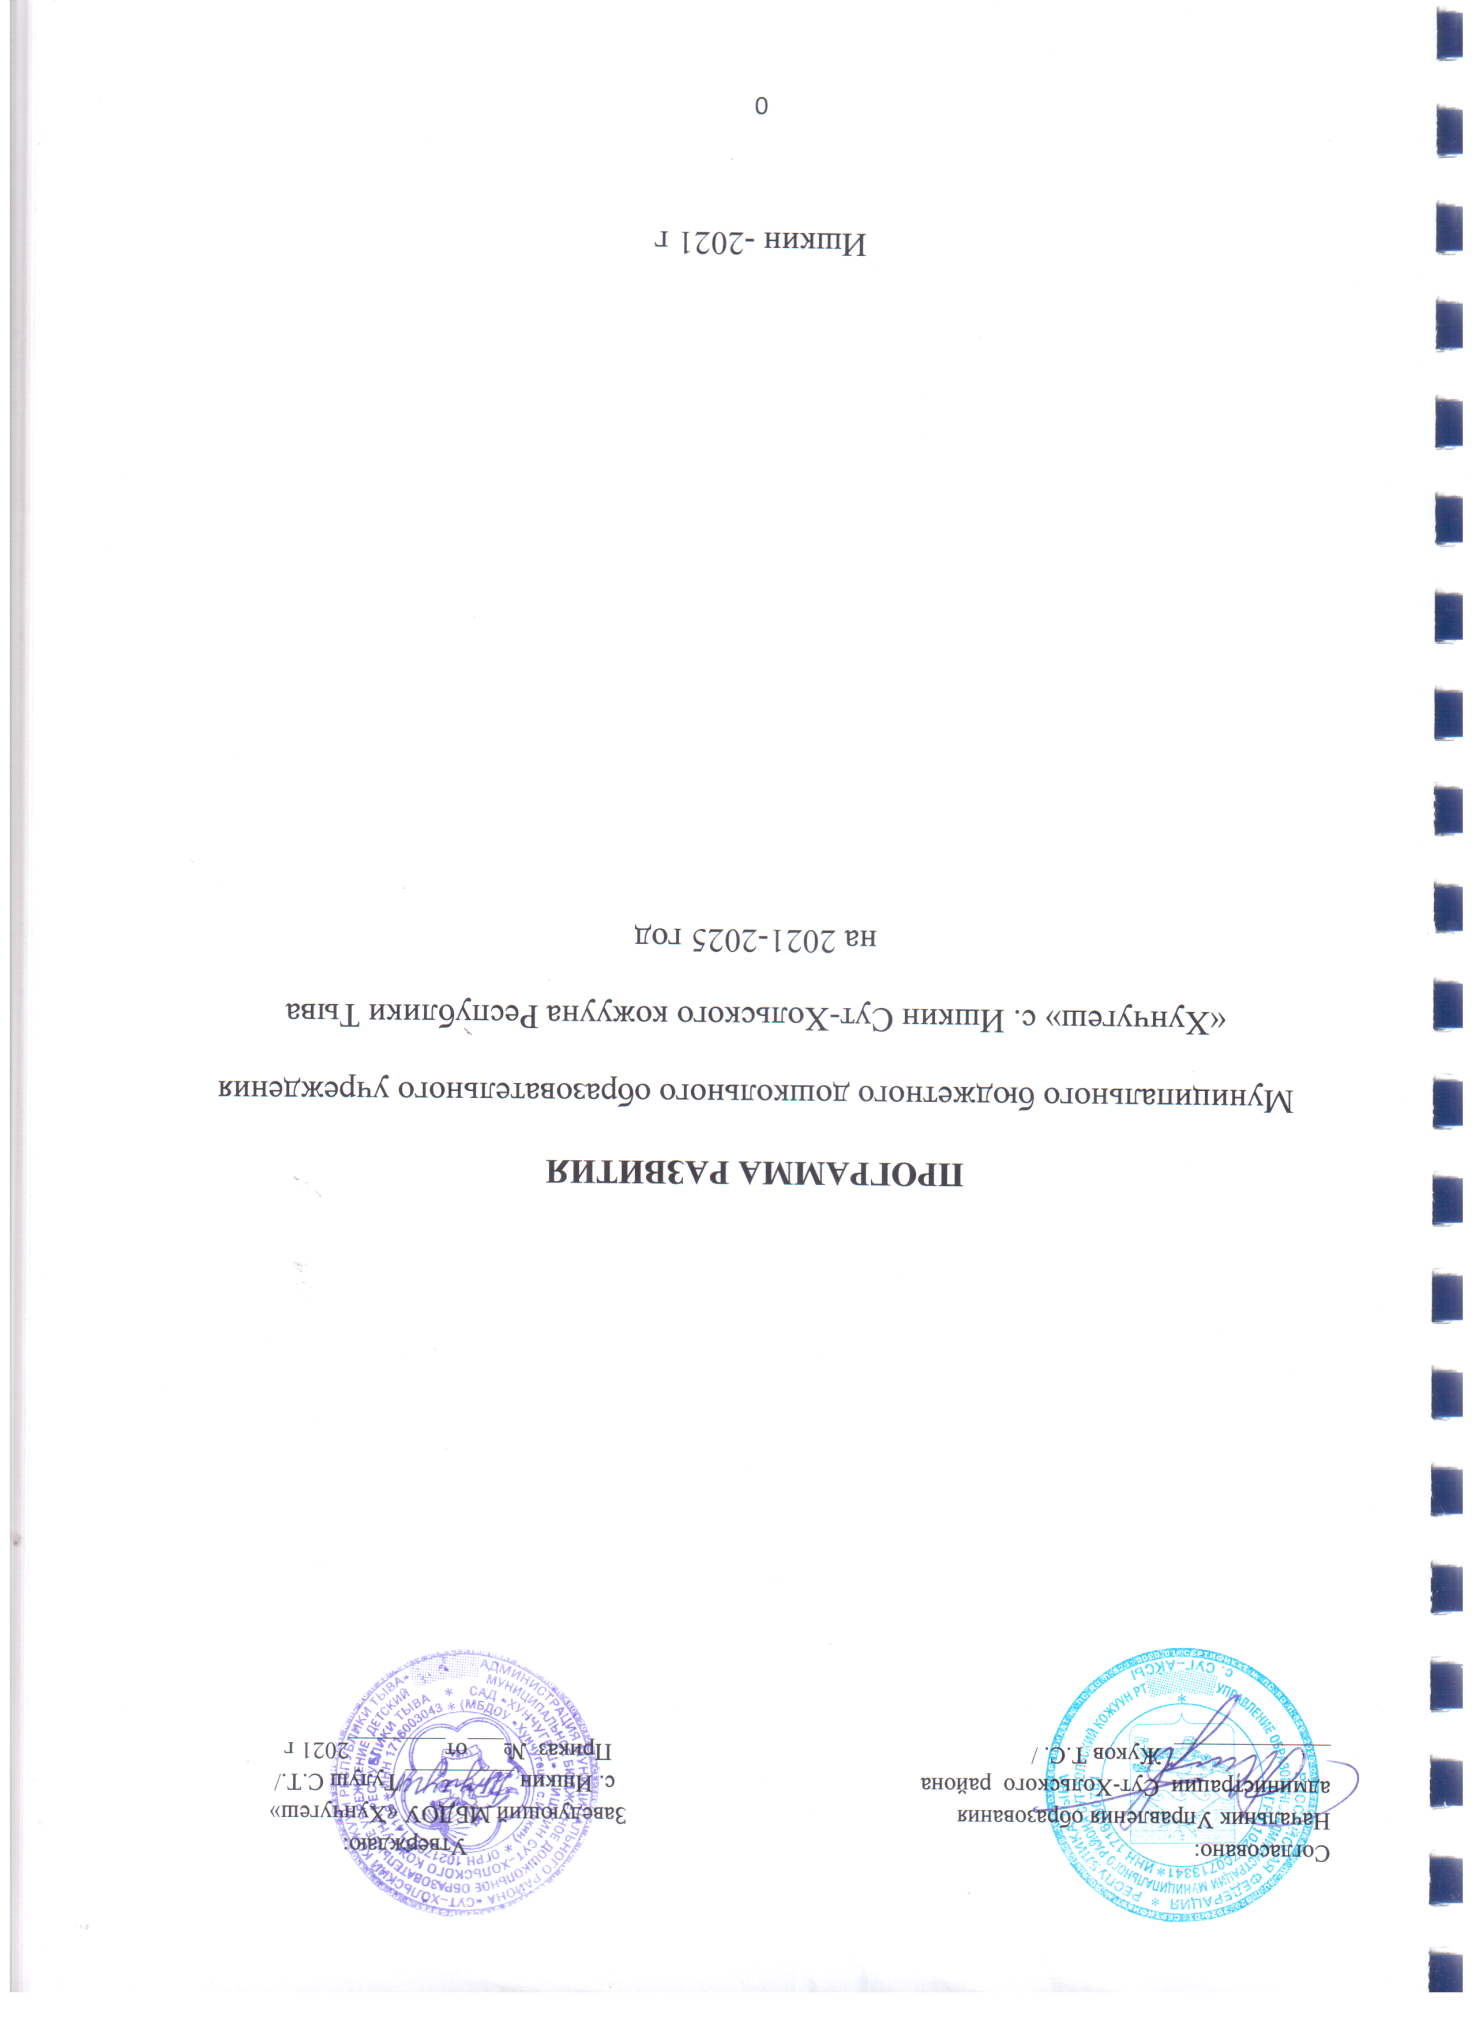 Согласовано:
Начальник Управления образования
администрации Сут-Хольского района
Жуков Т.С. /
Утверждаю:
Заведующий МБДОУ «Хунчугеш»
с. Ишкин /Тулуш С.Т./
Приказ № от 2021 г
ПРОГРАММА РАЗВИТИЯ
Муниципального бюджетного дошкольного образовательного учреждения
«Хунчугеш» с. Ишкин Сут-Хольского кожууна Республики Тыва
на 2021-2025 год
Ишкин -2021 г
0